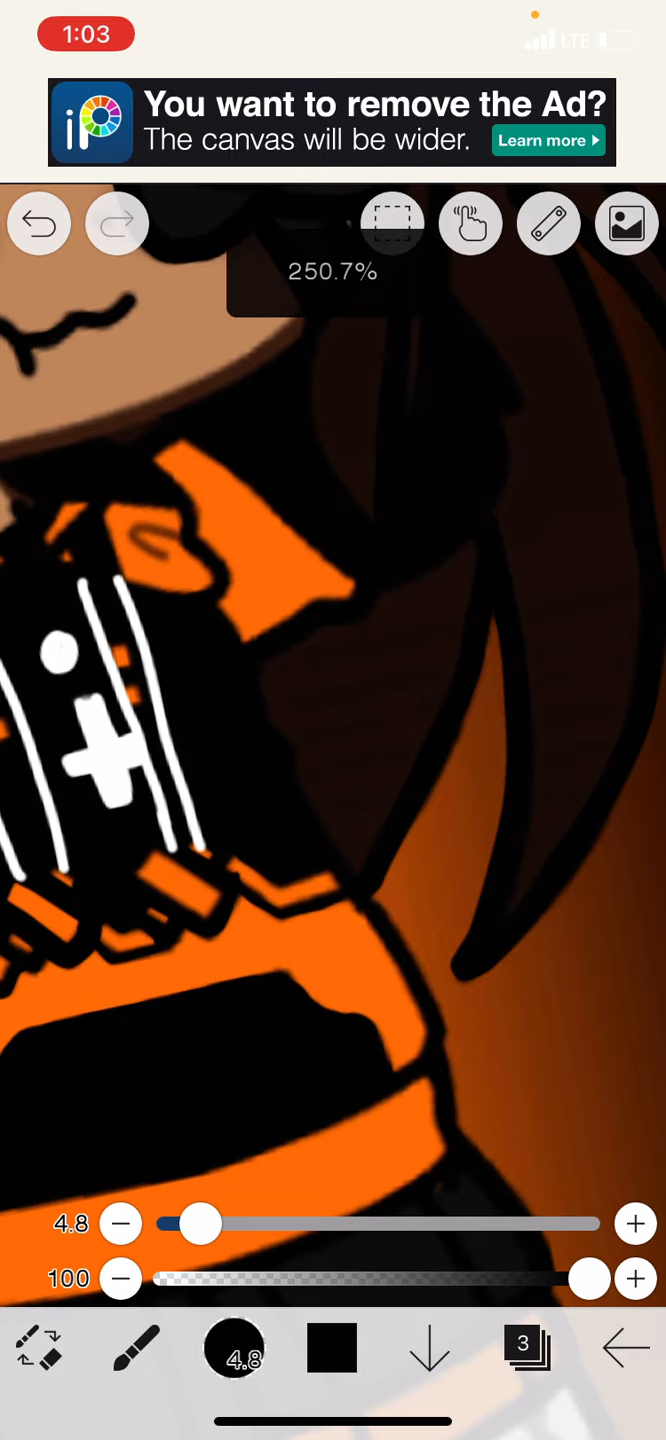 1:03
LTE
iP
You want to remove the Ad?
The canvas will be wider.
Learn more
250.7%
4.8
100
4.8
3